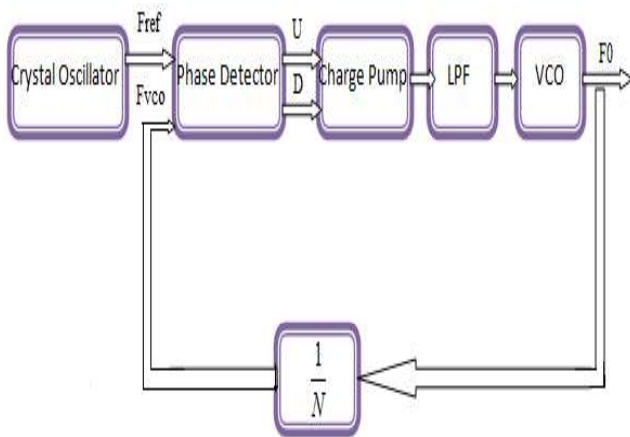 Fref
U
F0
Crystal Oscillator
Phase Detector
Charge Pump
LPF
VCO
Fvco
D
1
N